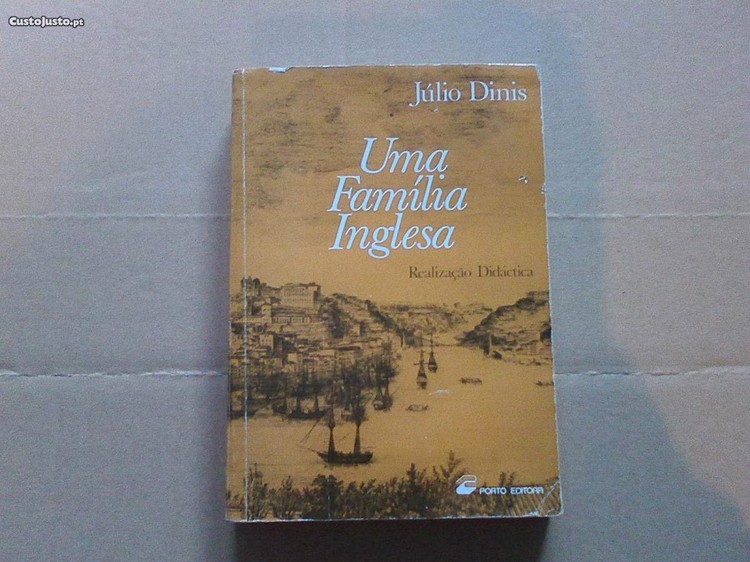 CustoJusto.pt
Júlio Dinis
Uma
Família
Inglesa
Realização Didáctica
PORTO EDITORA